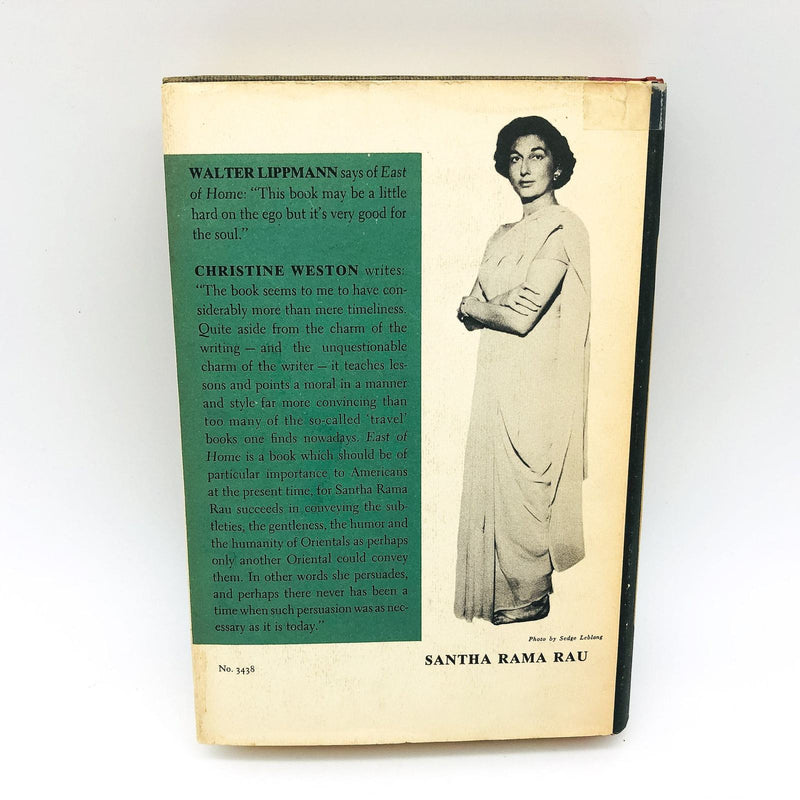 WALTER LIPPMANN says of East
of Home: "This book may be a little
hard on the ego but it's very good for
the soul."
CHRISTINE WESTON writes:
"The book seems to me to have con-
siderably more than mere timeliness.
Quite aside from the charm of the
writing — and the unquestionable
charm of the writer — it teaches les-
sons and points a moral in a manner
and style far more convincing than
too many of the so-called 'travel'
books one finds nowadays. East of
Home is a book which should be of
particular importance to Americans
at the present time, for Santha Rama
Rau succeeds in conveying the sub-
tleties, the gentleness, the humor and
the humanity of Orientals as perhaps
only another Oriental could convey
them. In other words she persuades,
and perhaps there never has been a
time when such persuasion was as nec-
essary as it is today."
No. 3438
Photo by Sedge Leblong
SANTHA RAMA RAU